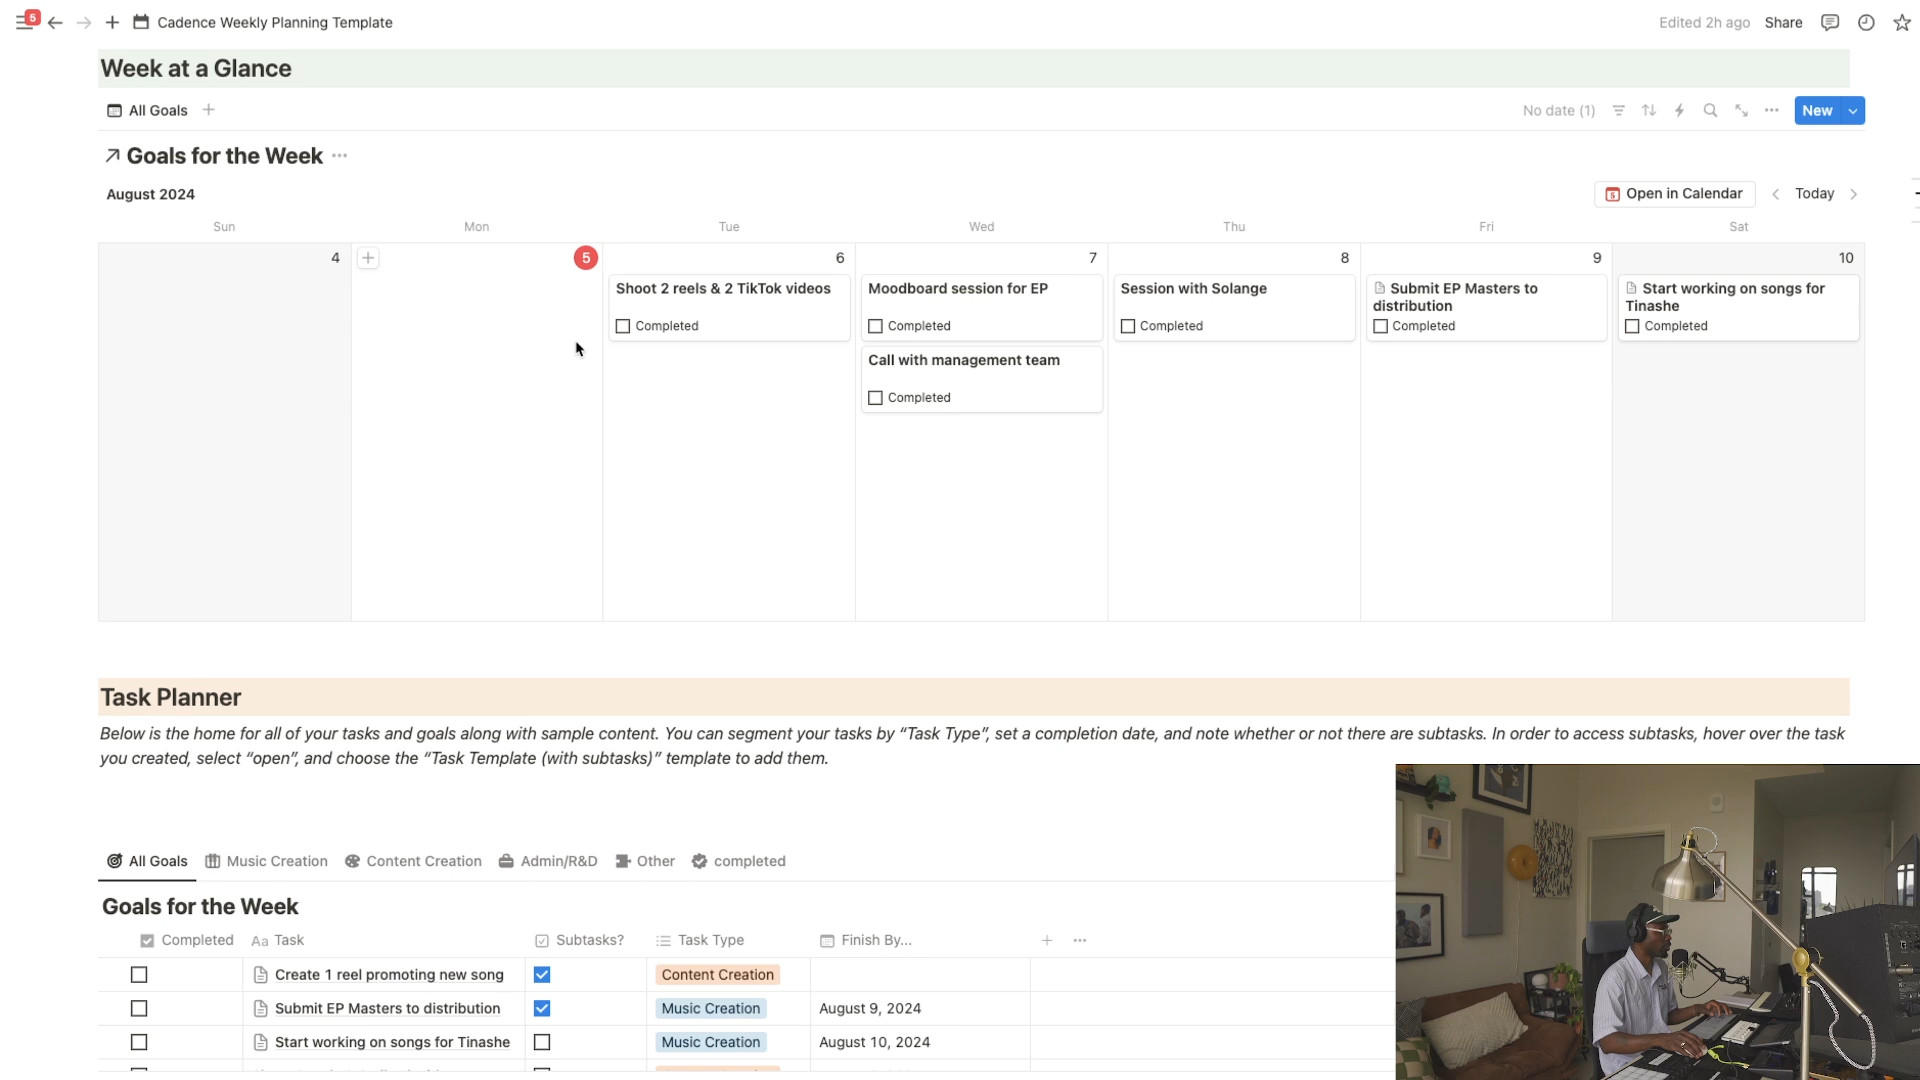 5
Cadence Weekly Planning Template
Edited 2h ago
Share
Week at a Glance
All Goals
No date (1)
New
Goals for the Week
August 2024
5
Open in Calendar
Today
Sun
Mon
Tue
Wed
Thu
Fri
Sat
4
5
6
7
8
9
10
Shoot 2 reels & 2 TikTok videos
Completed
Moodboard session for EP
Completed
Call with management team
Completed
Session with Solange
Completed
Submit EP Masters to
distribution
Completed
Start working on songs for
Tinashe
Completed
Task Planner
Below is the home for all of your tasks and goals along with sample content. You can segment your tasks by “Task Type”, set a completion date, and note whether or not there are subtasks. In order to access subtasks, hover over the task
you created, select “open”, and choose the “Task Template (with subtasks)” template to add them.
All Goals
Music Creation
Content Creation
Admin/R&D
Other
completed
Goals for the Week
Completed
Aa Task
Subtasks?
Task Type
Finish By...
Create 1 reel promoting new song
Content Creation
Submit EP Masters to distribution
Music Creation
August 9, 2024
Start working on songs for Tinashe
Music Creation
August 10, 2024